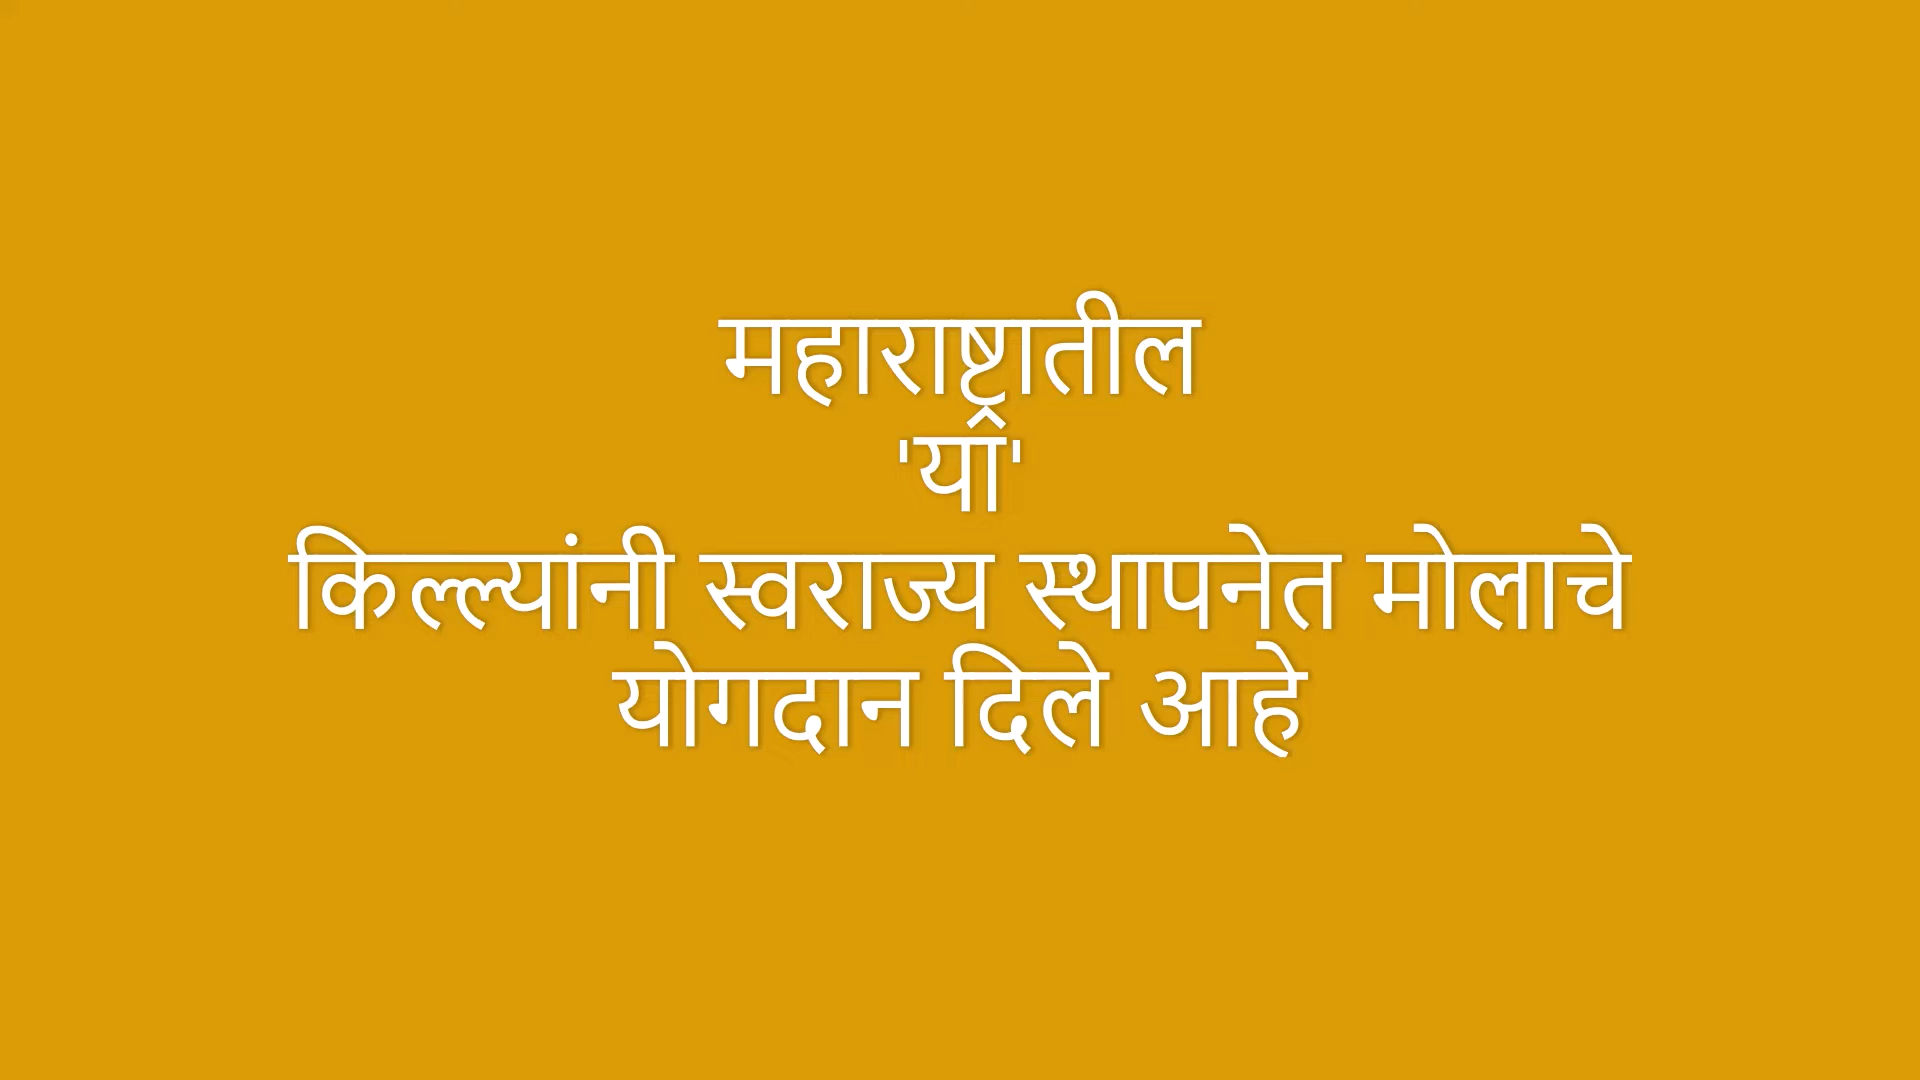 महाराष्ट्रातील
'या'
किल्ल्यांनी स्वराज्य स्थापनेत मोलाचे
योगदान दिले आहे